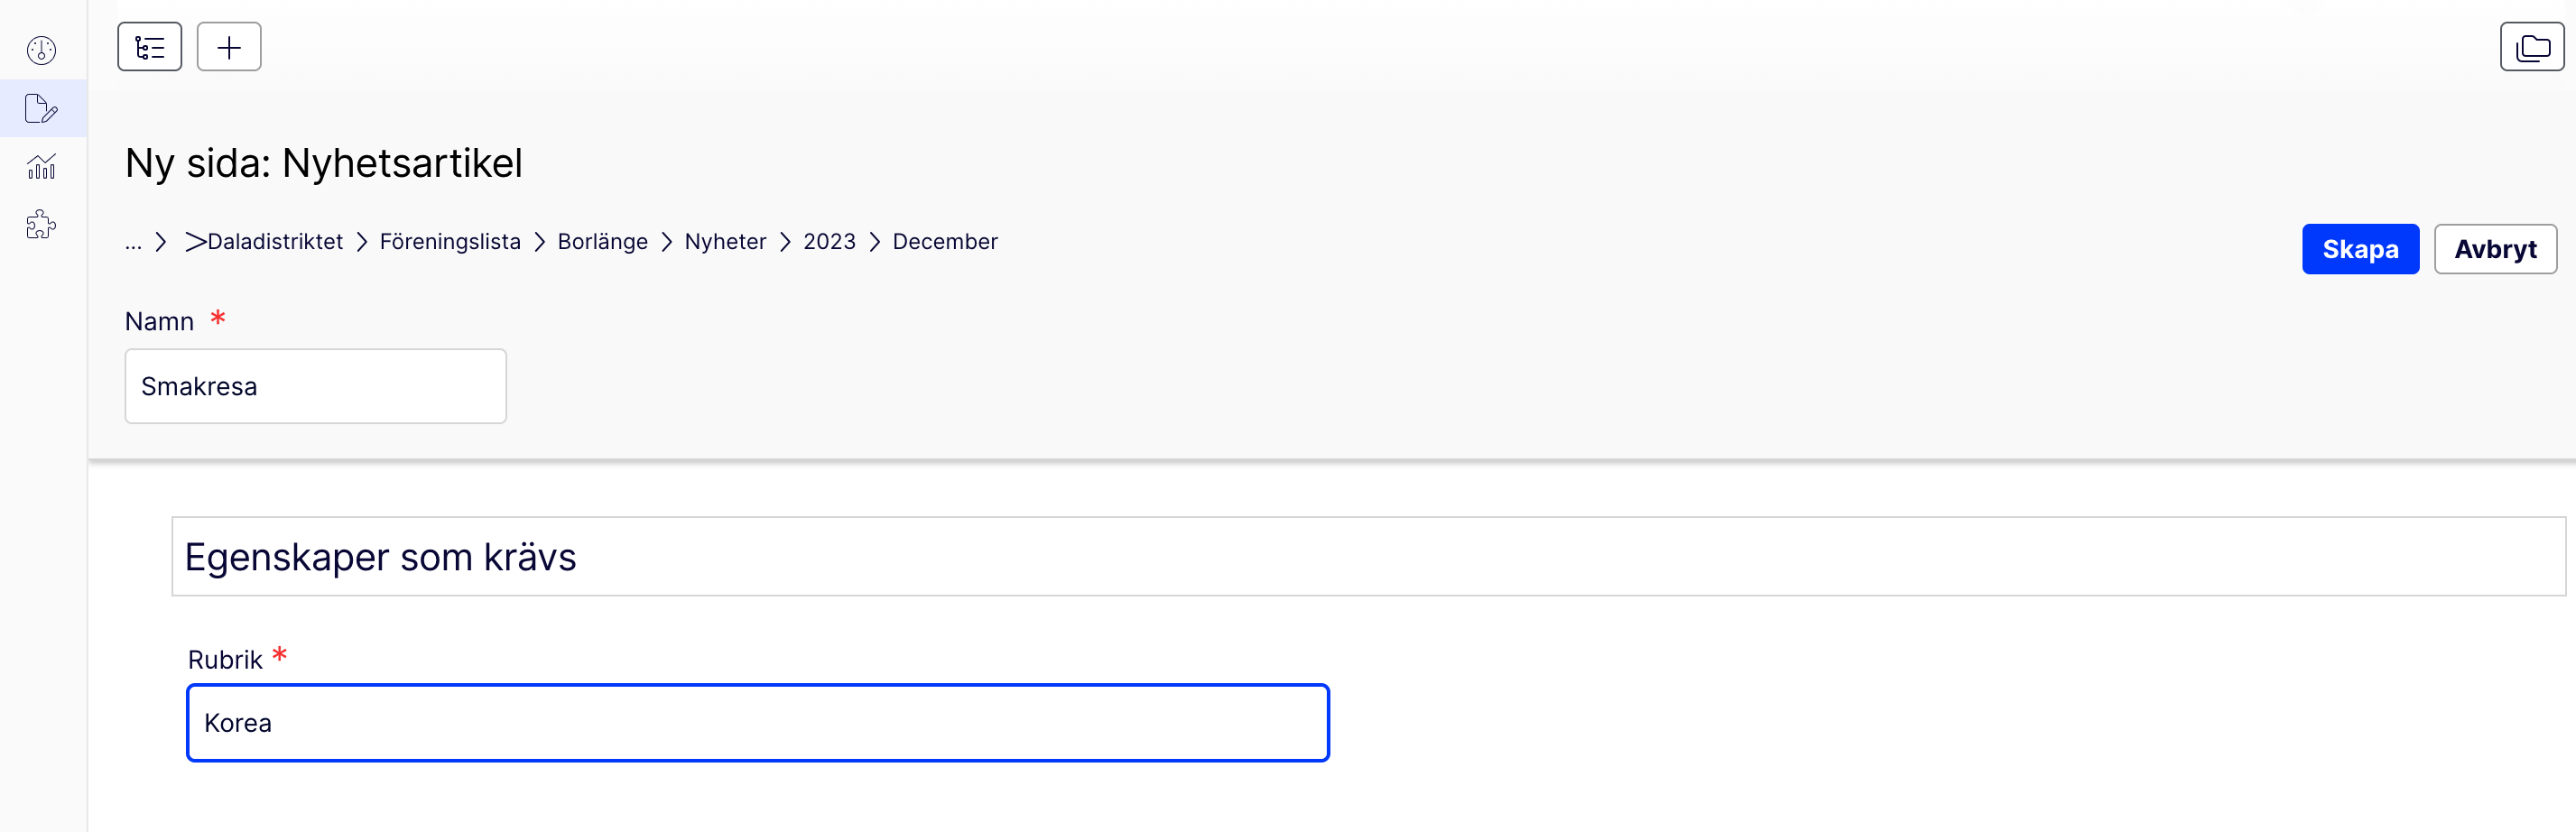 Ny sida: Nyhetsartikel
... > >Daladistriktet > Föreningslista > Borlänge > Nyheter > 2023 > December
Skapa Avbryt
Namn *
Smakresa
Egenskaper som krävs
Rubrik *
Korea